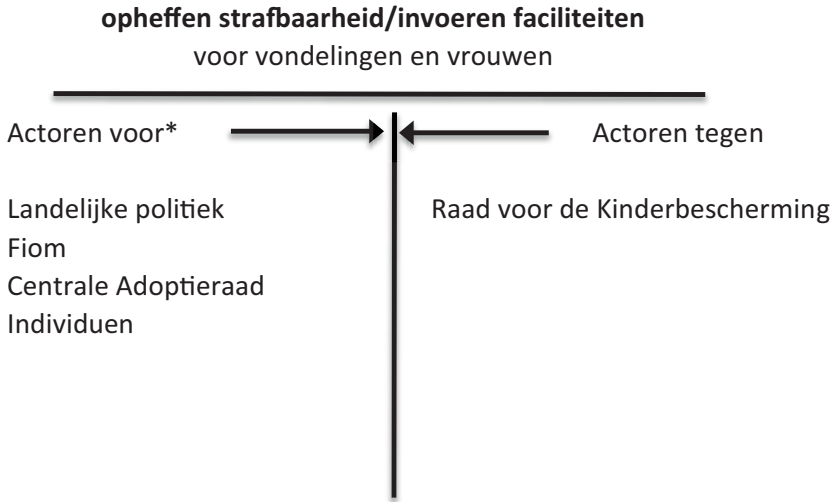 opheffen strafbaarheid/invoeren faciliteiten
voor vondelingen en vrouwen
Actoren voor*
Actoren tegen
Landelijke politiek
Raad voor de Kinderbescherming
Fiom
Centrale Adoptieraad
Individuen